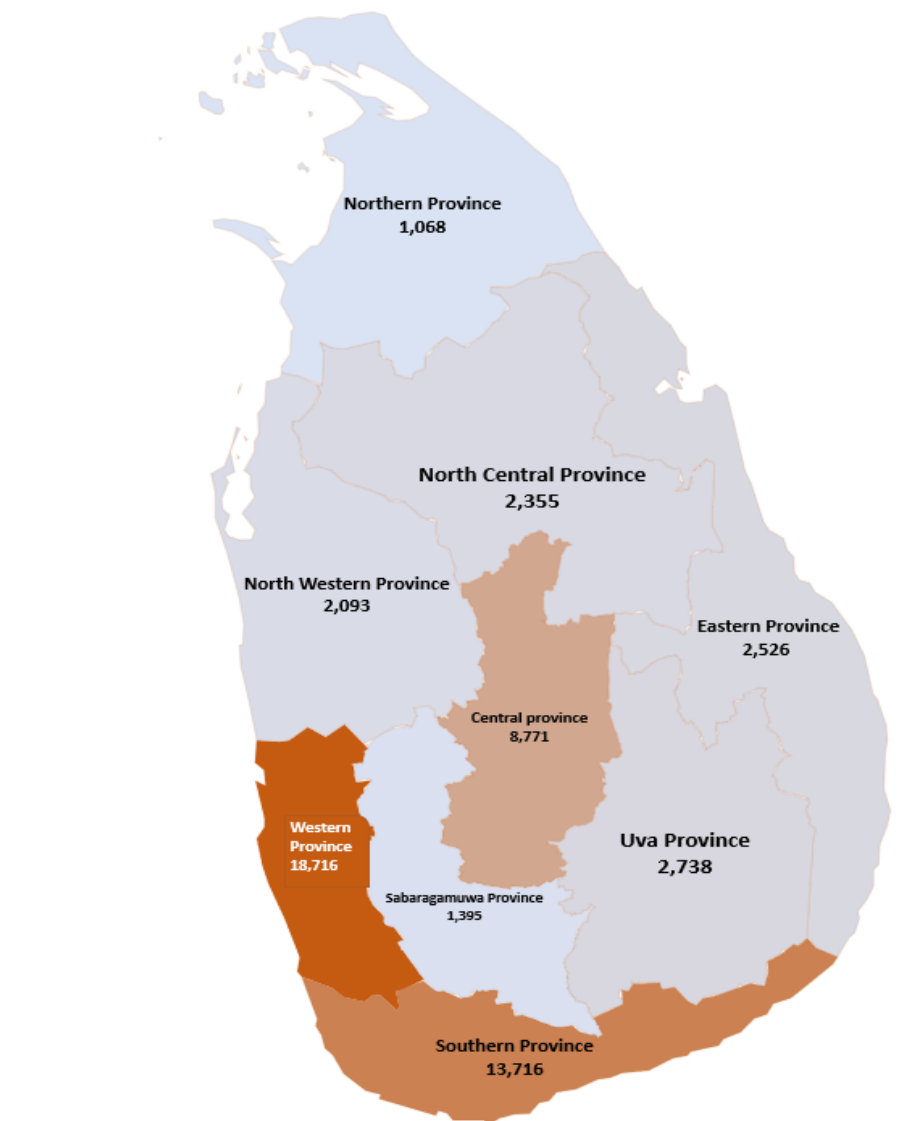 Northern Province
1,068
North Central Province
2,355
North Western Province
2,093
Eastern Province
2,526
Central province
8,771
Western
Province
18,716
Uva Province
2,738
Sabaragamuwa Province
1,395
Southern Province
13,716